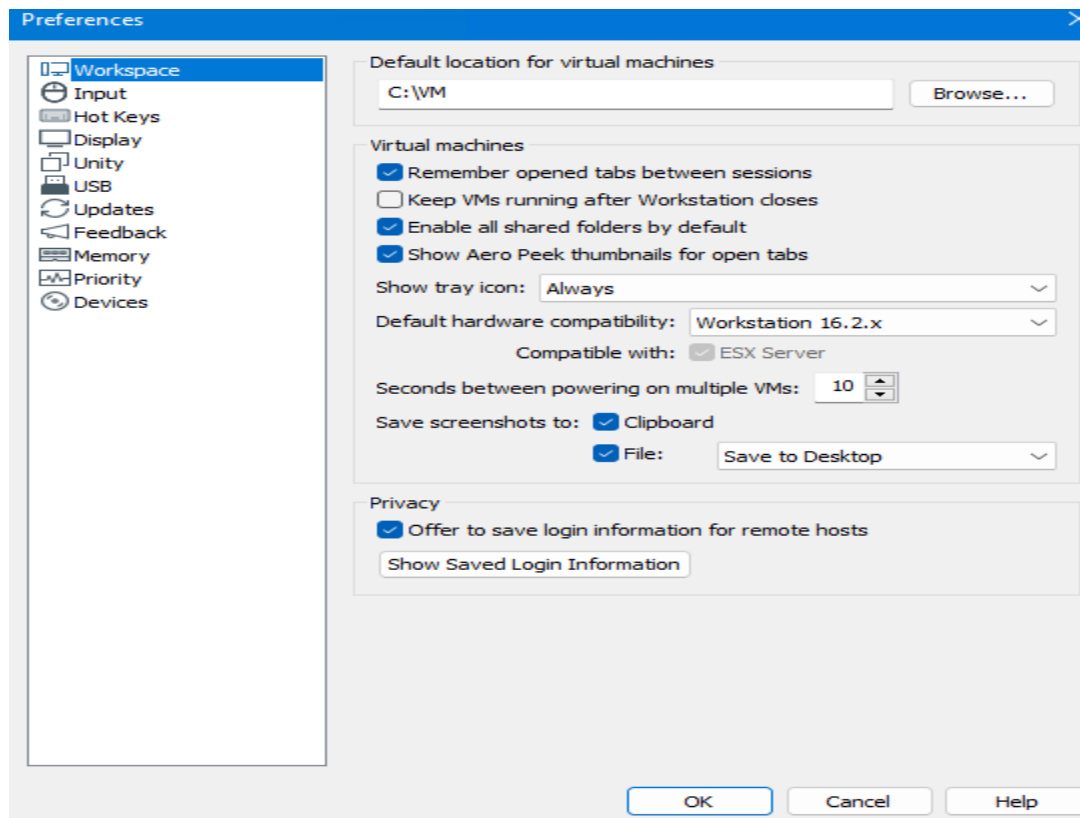 Preferences
Workspace
Input
Hot Keys
Display
Unity
USB
Updates
Feedback
Memory
Priority
Devices
Default location for virtual machines
C:\VM Browse...
Virtual machines
Remember opened tabs between sessions
Keep VMs running after Workstation closes
Enable all shared folders by default
Show Aero Peek thumbnails for open tabs
Show tray icon: Always
Default hardware compatibility: Workstation 16.2.x
Compatible with: ESX Server
Seconds between powering on multiple VMs: 10
Save screenshots to: Clipboard
File: Save to Desktop
Privacy
Offer to save login information for remote hosts
Show Saved Login Information
OK Cancel Help